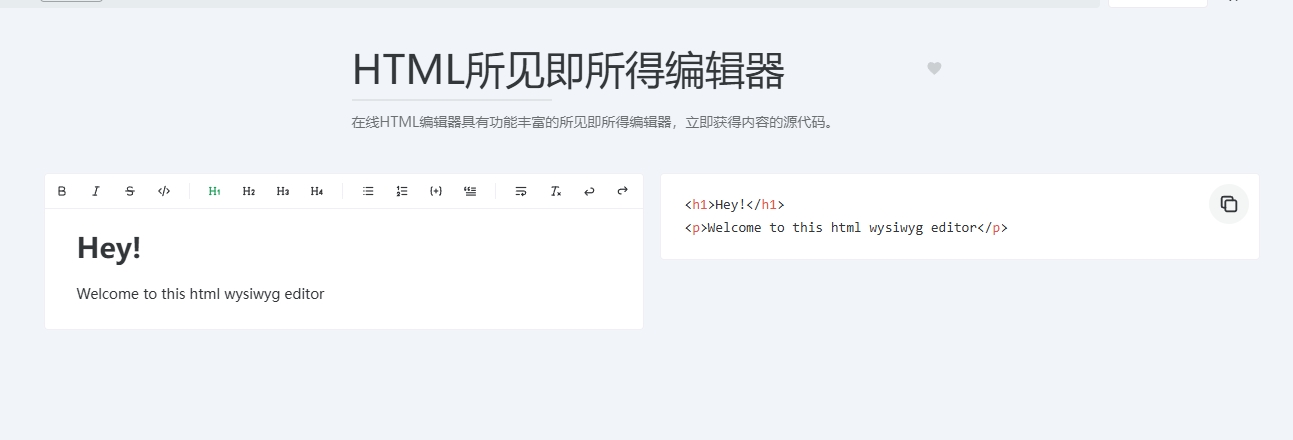 HTML所见即所得编辑器
在线HTML编辑器具有功能丰富的所见即所得编辑器，立即获得内容的源代码。
B I S </> H1 H2 H3 H4
Hey!
Welcome to this html wysiwyg editor
<h1>Hey!</h1>
<p>Welcome to this html wysiwyg editor</p>